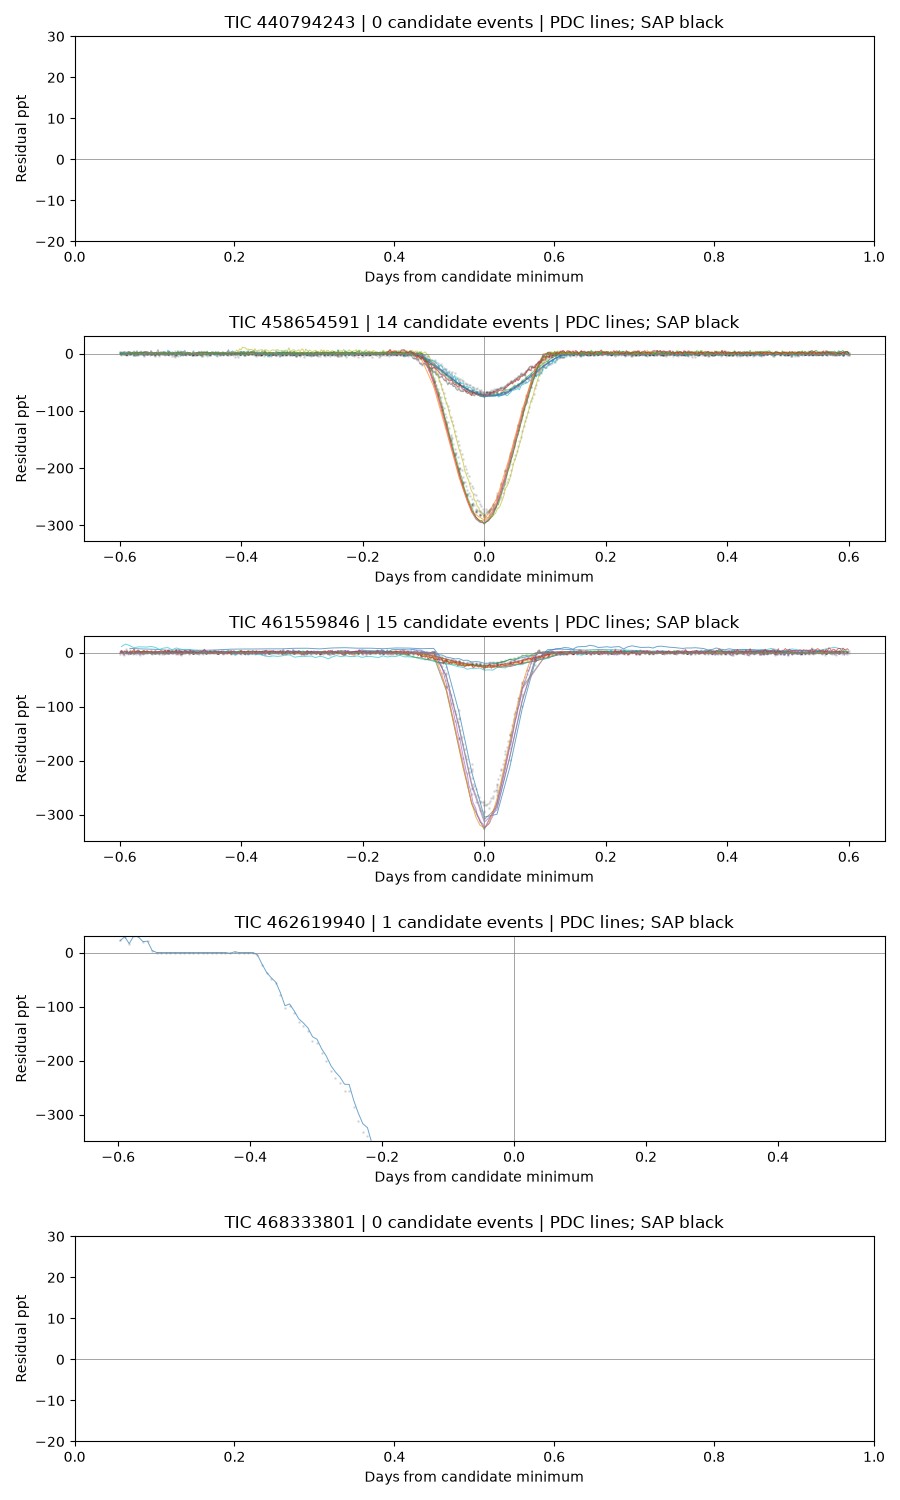 TIC 440794243 | 0 candidate events | PDC lines; SAP black
30
20
10
0
−10
−20
Residual ppt
0.0 0.2 0.4 0.6 0.8 1.0
Days from candidate minimum
TIC 458654591 | 14 candidate events | PDC lines; SAP black
0
−100
−200
−300
Residual ppt
−0.6 −0.4 −0.2 0.0 0.2 0.4 0.6
Days from candidate minimum
TIC 461559846 | 15 candidate events | PDC lines; SAP black
0
−100
−200
−300
Residual ppt
−0.6 −0.4 −0.2 0.0 0.2 0.4 0.6
Days from candidate minimum
TIC 462619940 | 1 candidate events | PDC lines; SAP black
0
−100
−200
−300
Residual ppt
−0.6 −0.4 −0.2 0.0 0.2 0.4
Days from candidate minimum
TIC 468333801 | 0 candidate events | PDC lines; SAP black
30
20
10
0
−10
−20
Residual ppt
0.0 0.2 0.4 0.6 0.8 1.0
Days from candidate minimum